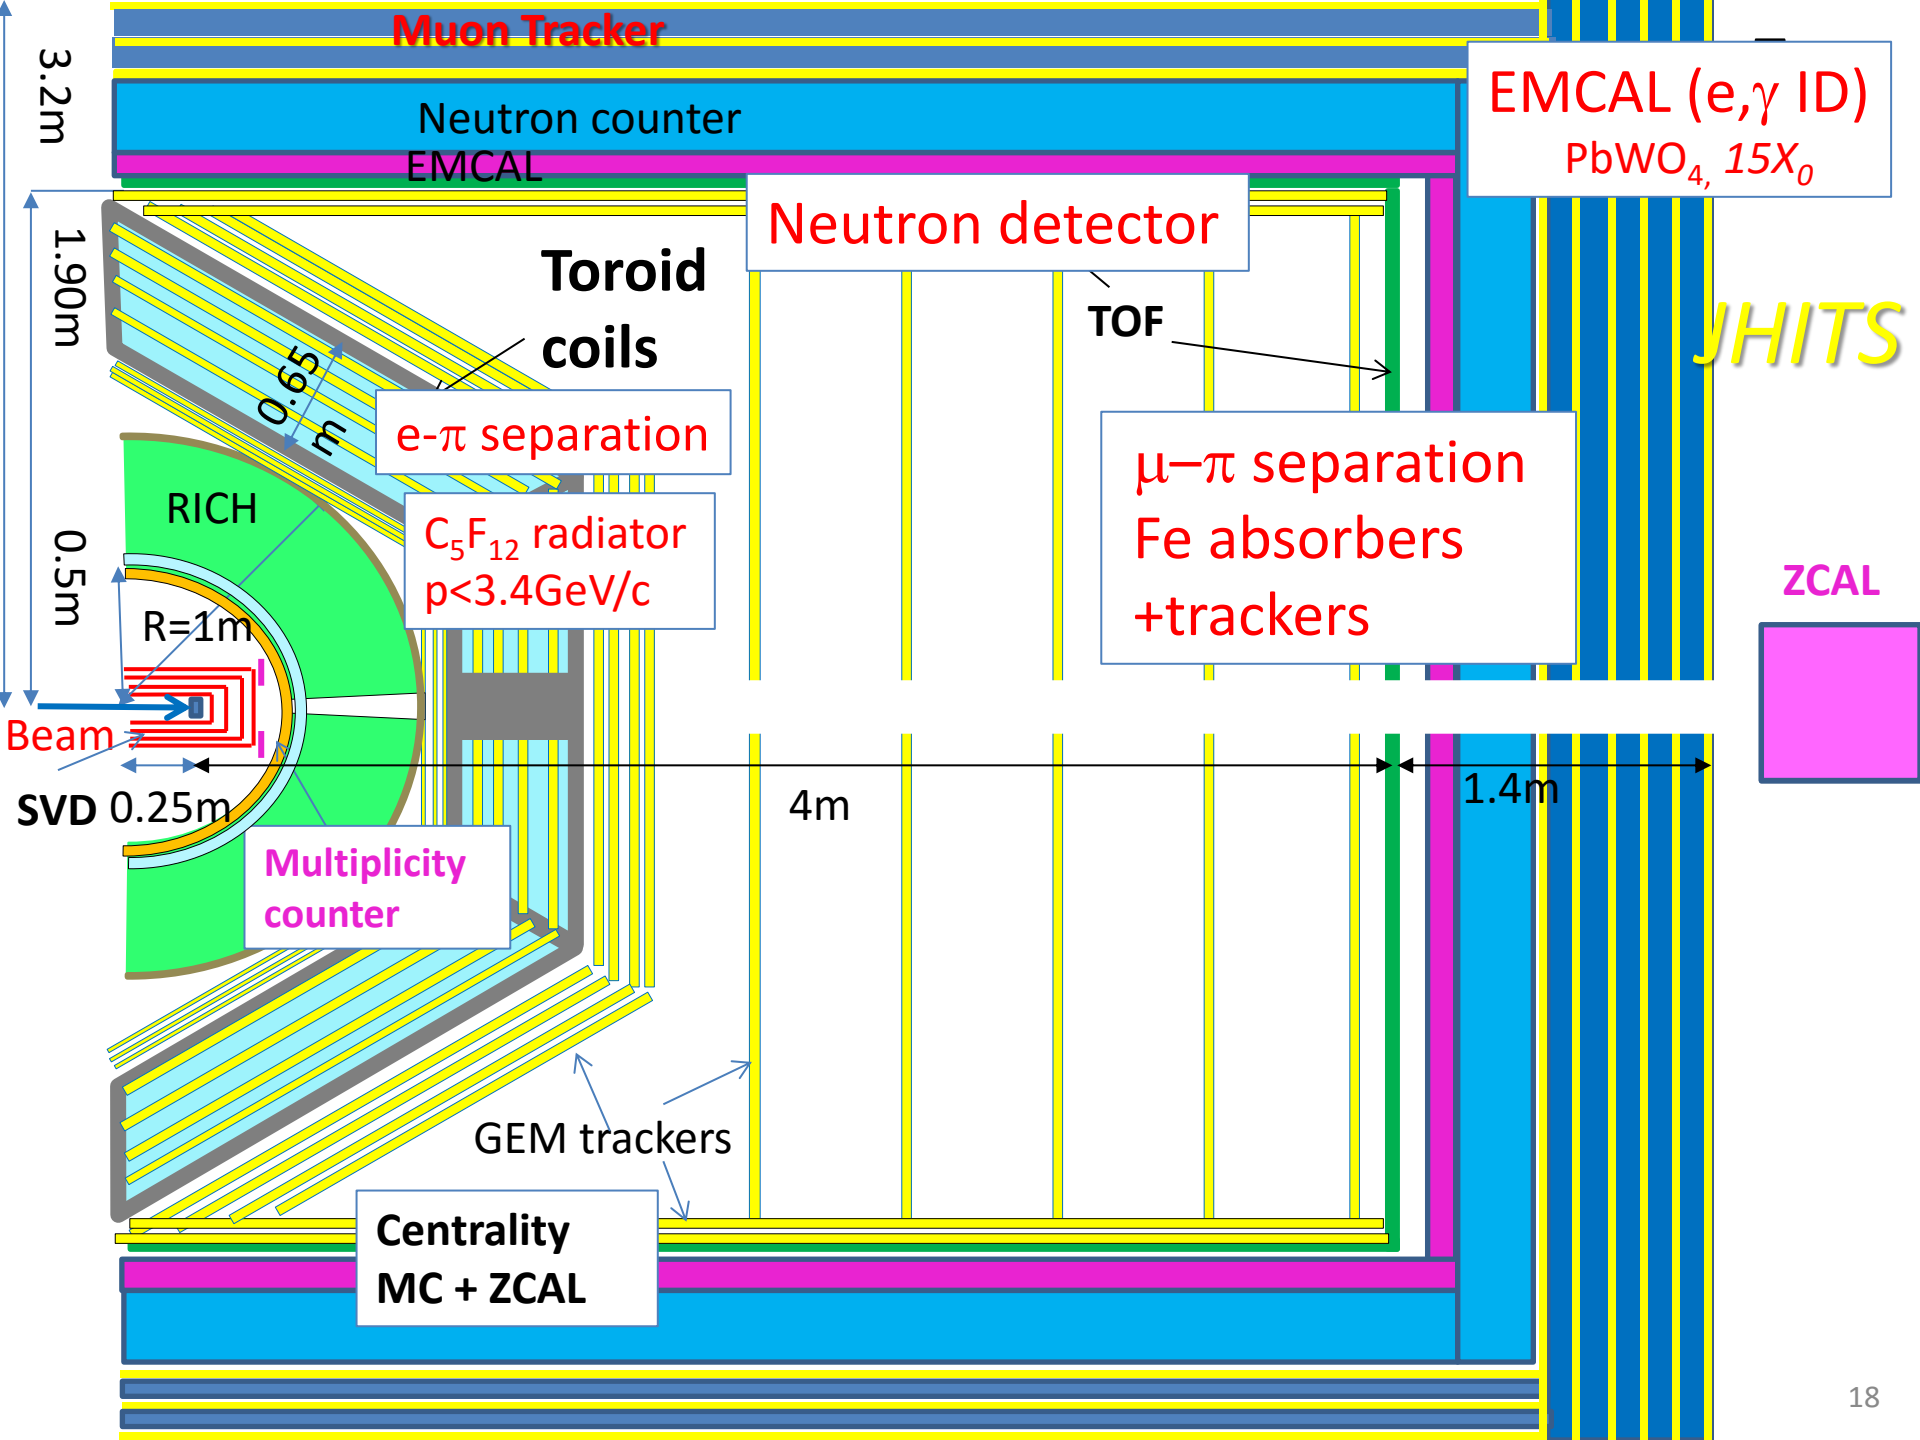 Muon Tracker
3.2m
Neutron counter
EMCAL
EMCAL (e,γ ID)
PbWO4, 15X0
Neutron detector
1.90m
Toroid
coils
TOF
JHITS
0.65
m
e-π separation
μ–π separation
Fe absorbers
+trackers
RICH
C5F12 radiator
p<3.4GeV/c
0.5m
ZCAL
R=1m
Beam
SVD 0.25m
4m
1.4m
Multiplicity
counter
GEM trackers
Centrality
MC + ZCAL
18